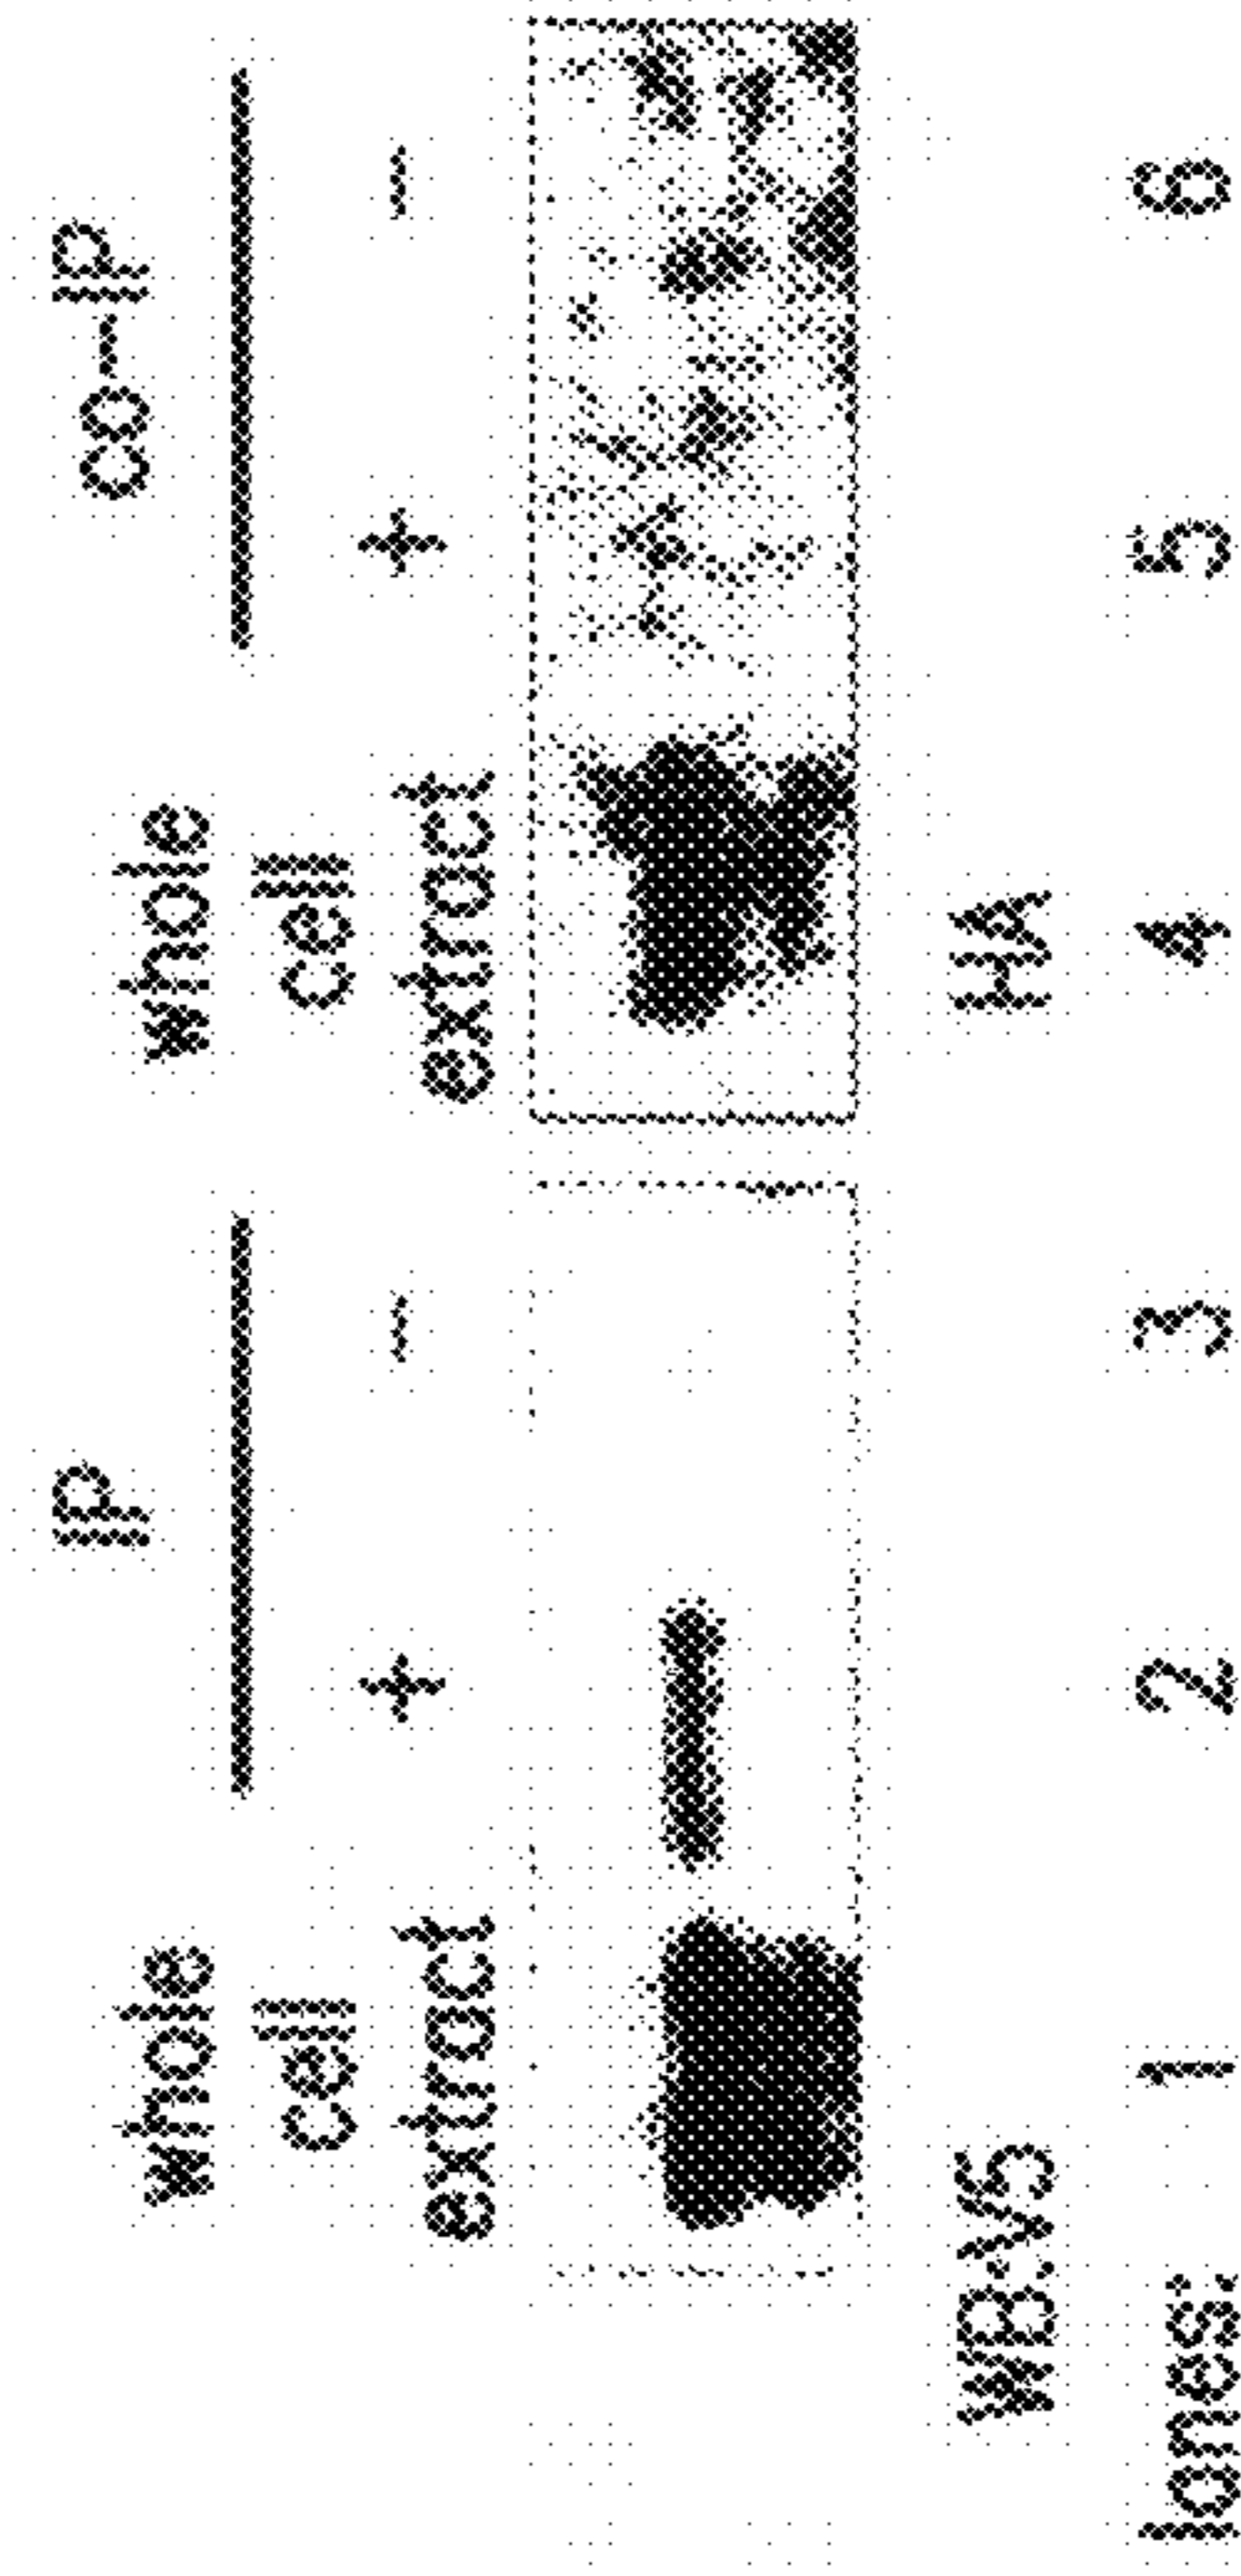 IP co-IP
whole whole
cell cell
extract + - extract + -
WB:V5 HA
lanes: 1 2 3 4 5 6